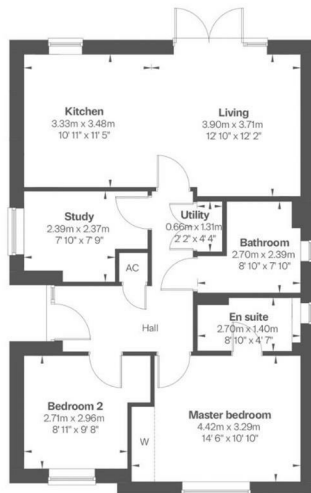 Kitchen
3.33m x 3.48m
10' 11" x 11' 5"
Living
3.90m x 3.71m
12' 10" x 12' 2"
Study
2.39m x 2.37m
7' 10" x 7' 9"
Utility
0.66m x 1.31m
2' 2" x 4' 4"
Bathroom
2.70m x 2.39m
8' 10" x 7' 10"
AC
Hall
En suite
2.70m x 1.40m
8' 10" x 4' 7"
Bedroom 2
2.71m x 2.96m
8' 11" x 9' 8"
W
Master bedroom
4.42m x 3.29m
14' 6" x 10' 10"